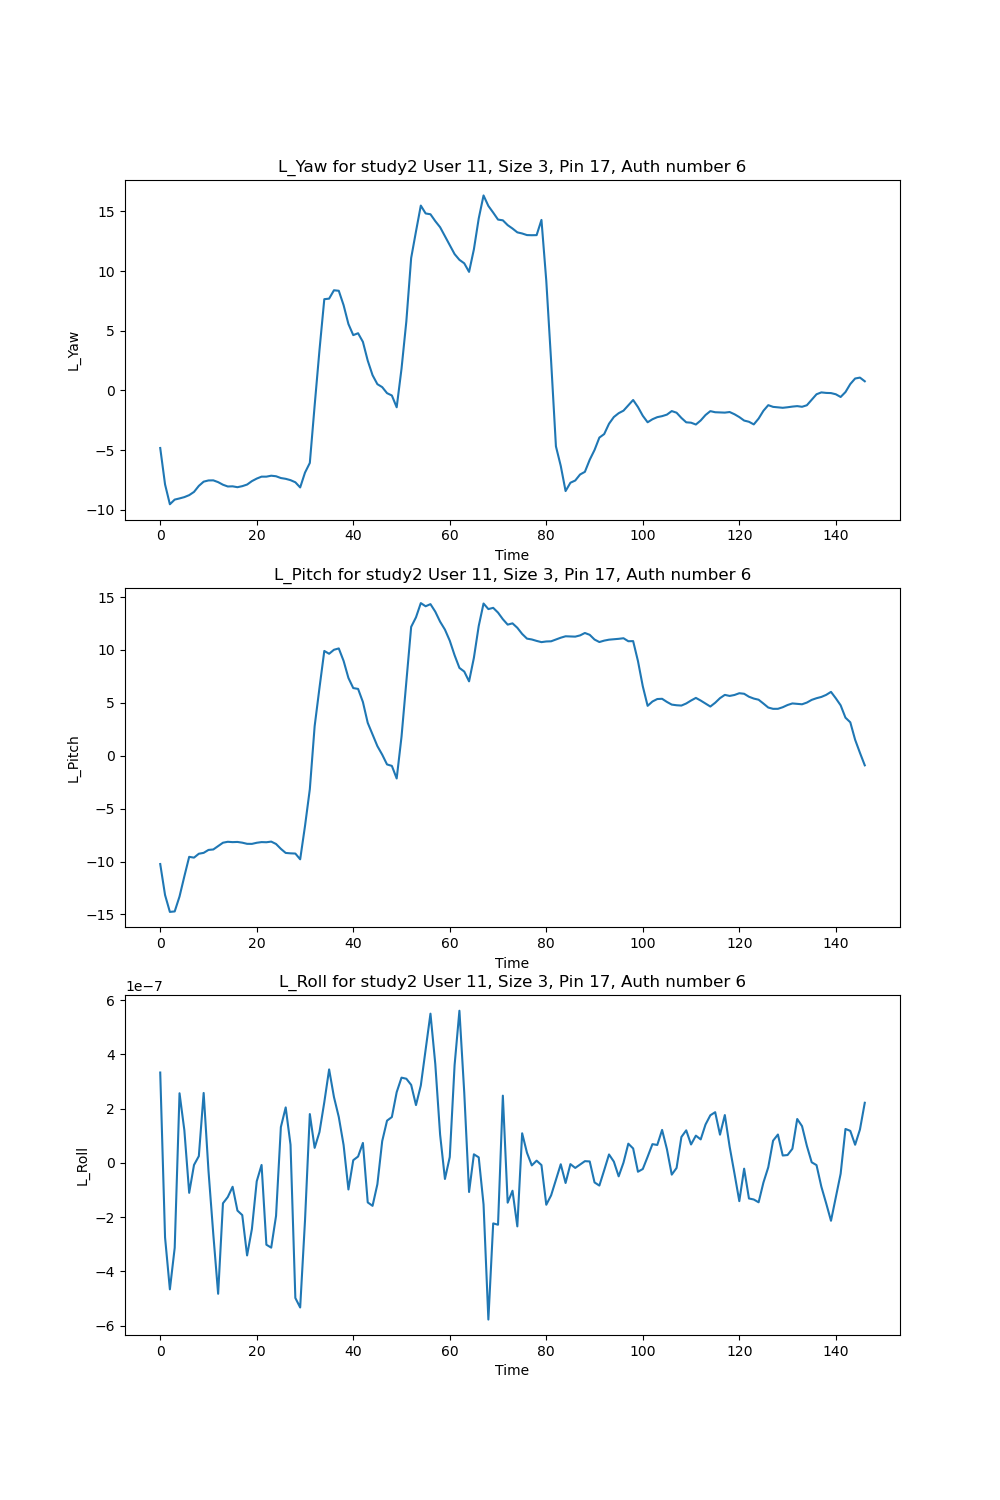 L_Yaw for study2 User 11, Size 3, Pin 17, Auth number 6
15
10
5
0
−5
−10
L_Yaw
0 20 40 60 80 100 120 140
Time
L_Pitch for study2 User 11, Size 3, Pin 17, Auth number 6
15
10
5
0
−5
−10
−15
L_Pitch
0 20 40 60 80 100 120 140
Time
L_Roll for study2 User 11, Size 3, Pin 17, Auth number 6
1e−7
6
4
2
0
−2
−4
−6
L_Roll
0 20 40 60 80 100 120 140
Time